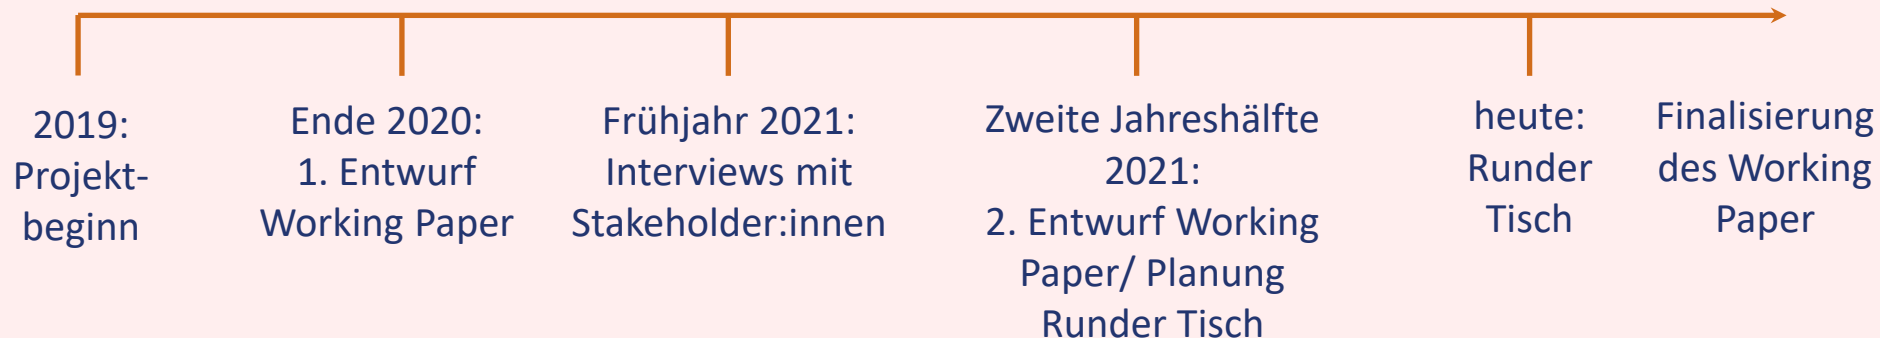 2019:
Projekt-
beginn
Ende 2020:
1. Entwurf
Working Paper
Frühjahr 2021:
Interviews mit
Stakeholder:innen
Zweite Jahreshälfte
2021:
2. Entwurf Working
Paper/ Planung
Runder Tisch
heute:
Runder
Tisch
Finalisierung
des Working
Paper